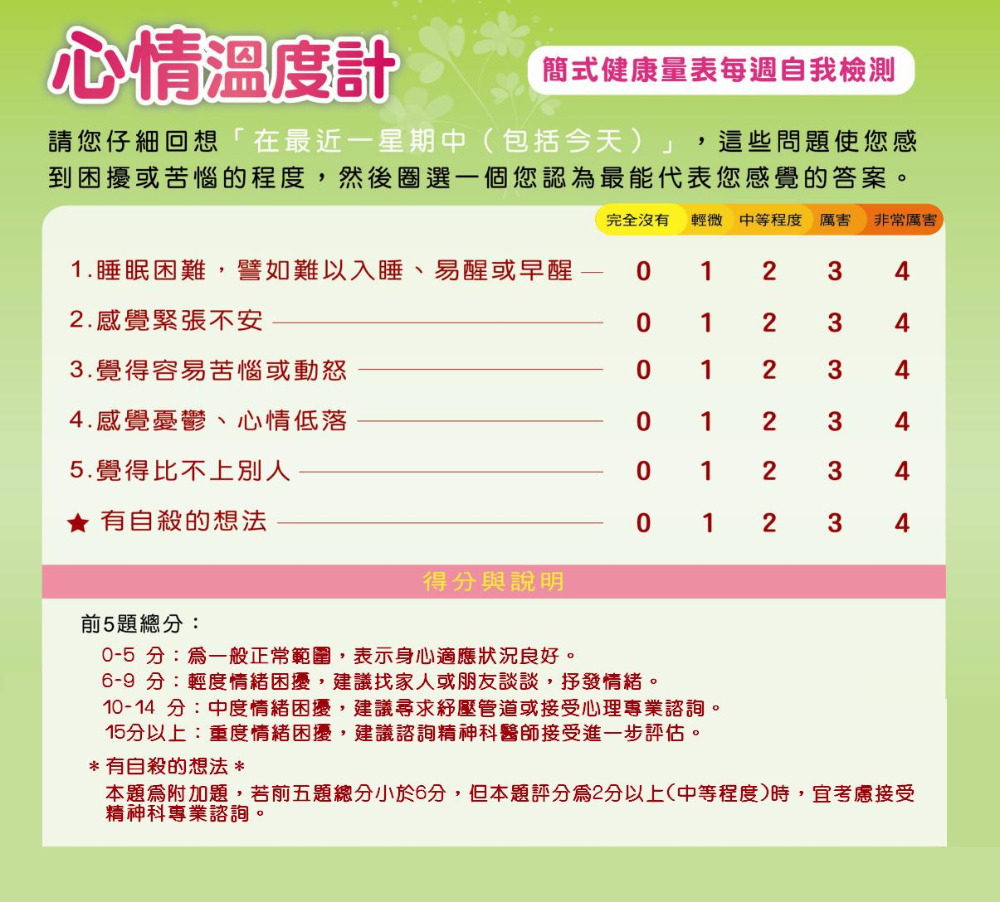 心情溫度計
簡式健康量表每週自我檢測
請您仔細回想「在最近一星期中（包括今天）」，這些問題使您感
到困擾或苦惱的程度，然後圈選一個您認為最能代表您感覺的答案。
完全沒有 輕微 中等程度 厲害 非常厲害
1.睡眠困難，譬如難以入睡、易醒或早醒 0 1 2 3 4
2.感覺緊張不安 0 1 2 3 4
3.覺得容易苦惱或動怒 0 1 2 3 4
4.感覺憂鬱、心情低落 0 1 2 3 4
5.覺得比不上別人 0 1 2 3 4
★ 有自殺的想法 0 1 2 3 4
得分與說明
前5題總分：
0-5 分：為一般正常範圍，表示身心適應狀況良好。
6-9 分：輕度情緒困擾，建議找家人或朋友談談，抒發情緒。
10-14 分：中度情緒困擾，建議尋求紓壓管道或接受心理專業諮詢。
15分以上：重度情緒困擾，建議諮詢精神科醫師接受進一步評估。
＊有自殺的想法＊
本題為附加題，若前五題總分小於6分，但本題評分為2分以上(中等程度)時，宜考慮接受
精神科專業諮詢。